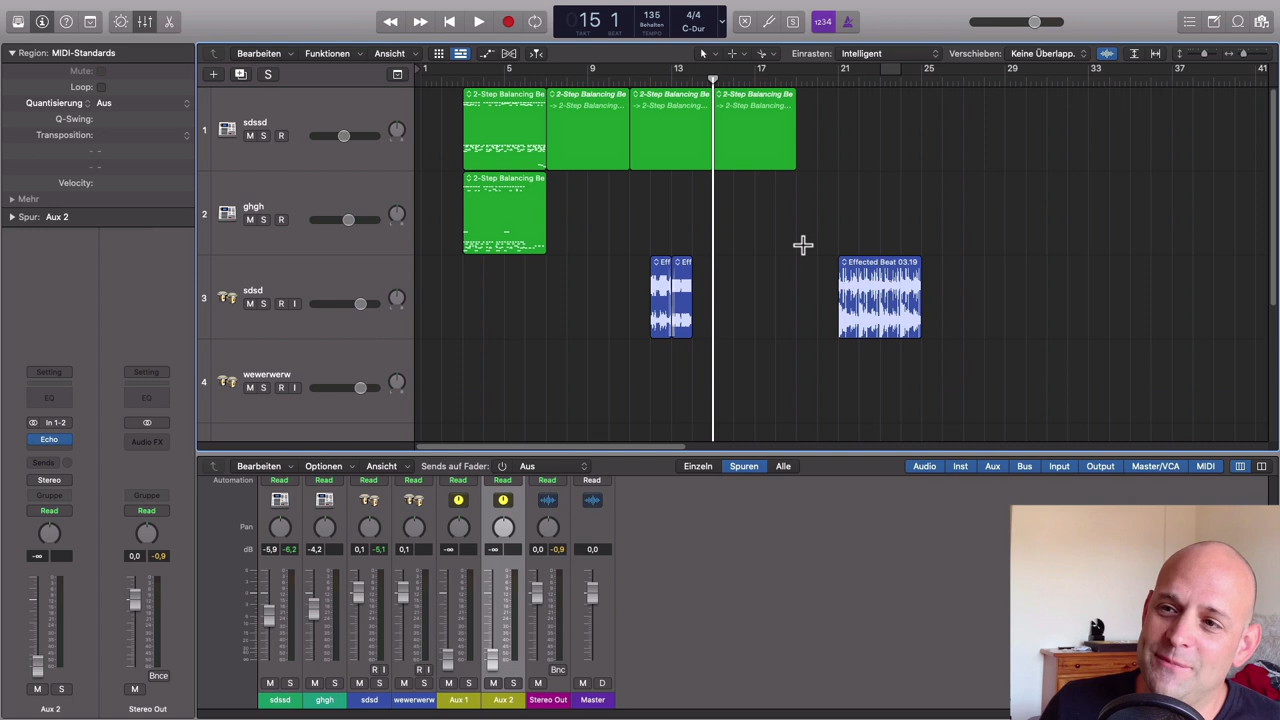 15 1
TAKT BEAT
135
Behalten
TEMPO
4/4
C-Dur
1234
Region: MIDI-Standards
Mute:
Loop:
Quantisierung Aus
Q-Swing:
Transposition:
Velocity:
Mehr
Spur: Aux 2
Bearbeiten Funktionen Ansicht
Einrasten: Intelligent
Verschieben: Keine Überlapp.
S
1 5 9 13 17 21 25 29 33 37 41
1 sdssd
M S R
2 ghgh
M S R
3 sdsd
M S R I
4 wewerwerw
M S R I
2-Step Balancing Be
2-Step Balancing Be
-> 2-Step Balancing...
2-Step Balancing Be
-> 2-Step Balancing...
2-Step Balancing Be
-> 2-Step Balancing...
2-Step Balancing Be
Eff
Eff
Effected Beat 03.19
Setting Setting
EQ EQ
In 1-2
Echo Audio FX
Sends
Stereo
Gruppe Gruppe
Read Read
-∞ 0,0 -0,9
Bnce
M S M
Aux 2 Stereo Out
Bearbeiten Optionen Ansicht Sends auf Fader: Aus
Einzeln Spuren Alle
Audio Inst Aux Bus Input Output Master/VCA MIDI
Automation Read Read Read Read Read Read Read Read
Pan
dB -5,9 -6,2 -4,2 0,1 -5,1 0,1 -∞ -∞ 0,0 -0,9 0,0
R I R I Bnc
M S M S M S M S M S M S M M D
sdssd ghgh sdsd wewerwerw Aux 1 Aux 2 Stereo Out Master